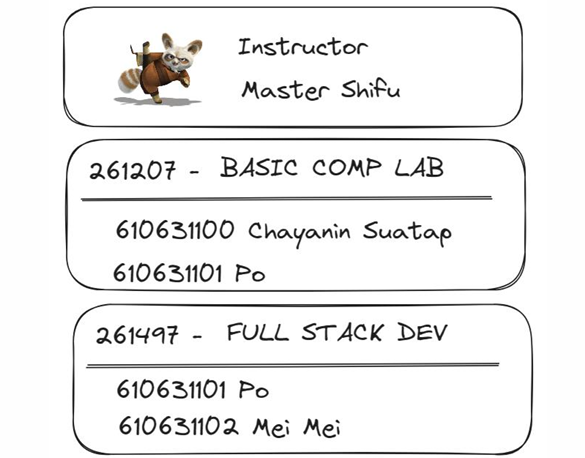 Instructor
Master Shifu
261207 - BASIC COMP LAB
610631100 Chayanin Suatap
610631101 Po
261497 - FULL STACK DEV
610631101 Po
610631102 Mei Mei